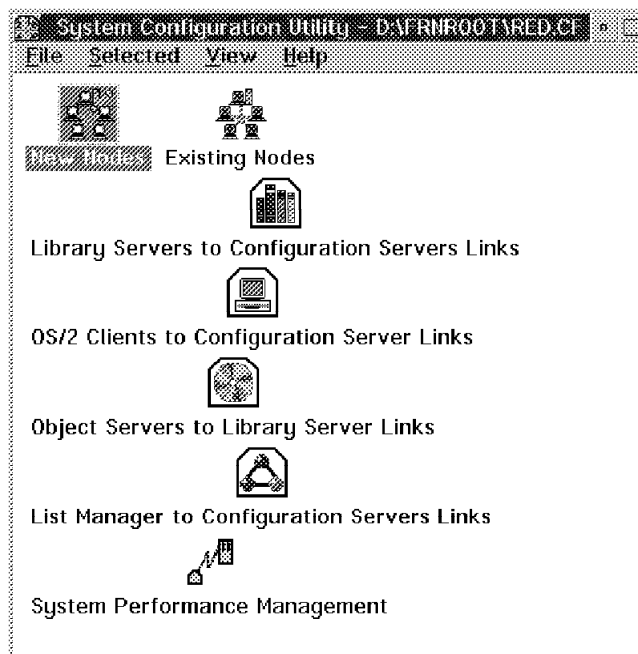 System Configuration Utility - D:\FRNROOT\RED.CF
File Selected View Help
New Nodes Existing Nodes
Library Servers to Configuration Servers Links
OS/2 Clients to Configuration Server Links
Object Servers to Library Server Links
List Manager to Configuration Servers Links
System Performance Management